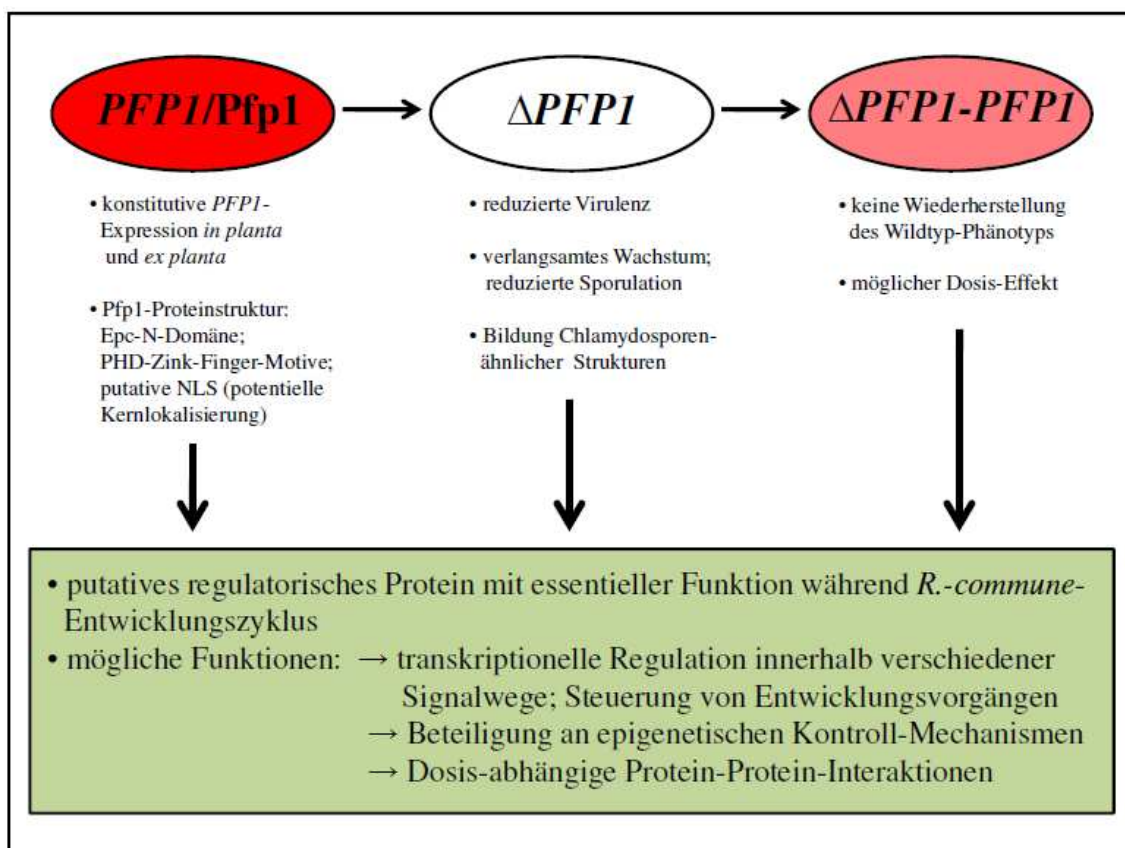 PFP1/Pfp1
ΔPFP1
ΔPFP1-PFP1
• konstitutive PFP1-
Expression in planta
und ex planta
• Pfp1-Proteinstruktur:
Epc-N-Domäne;
PHD-Zink-Finger-Motive;
putative NLS (potentielle
Kernlokalisierung)
• reduzierte Virulenz
• verlangsamtes Wachstum;
reduzierte Sporulation
• Bildung Chlamydosporen-
ähnlicher Strukturen
• keine Wiederherstellung
des Wildtyp-Phänotyps
• möglicher Dosis-Effekt
• putatives regulatorisches Protein mit essentieller Funktion während R.-commune-
Entwicklungszyklus
• mögliche Funktionen: → transkriptionelle Regulation innerhalb verschiedener
Signalwege; Steuerung von Entwicklungsvorgängen
→ Beteiligung an epigenetischen Kontroll-Mechanismen
→ Dosis-abhängige Protein-Protein-Interaktionen